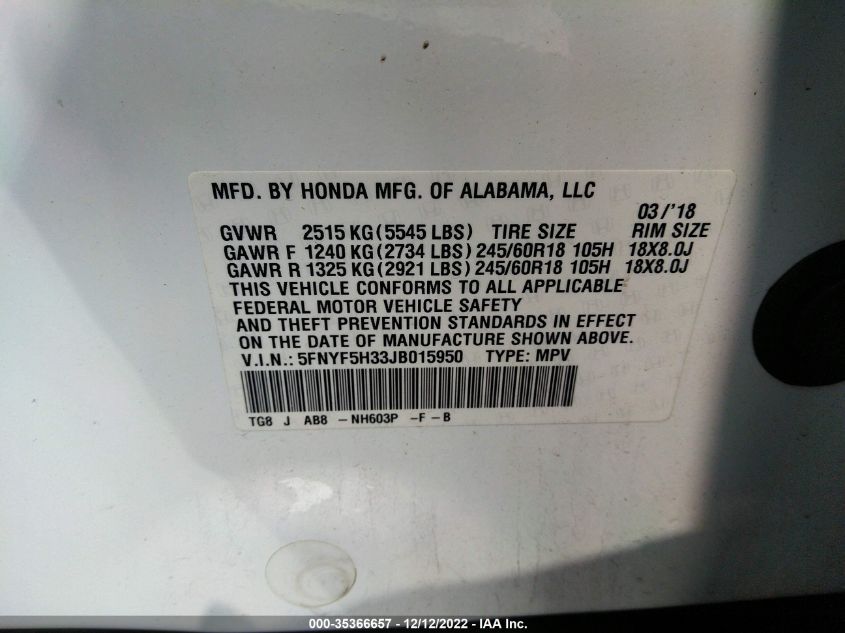 MFD. BY HONDA MFG. OF ALABAMA, LLC
03/'18
GVWR 2515 KG (5545 LBS) TIRE SIZE RIM SIZE
GAWR F 1240 KG (2734 LBS) 245/60R18 105H 18X8.0J
GAWR R 1325 KG (2921 LBS) 245/60R18 105H 18X8.0J
THIS VEHICLE CONFORMS TO ALL APPLICABLE
FEDERAL MOTOR VEHICLE SAFETY
AND THEFT PREVENTION STANDARDS IN EFFECT
ON THE DATE OF MANUFACTURE SHOWN ABOVE.
V.I.N.: 5FNYF5H33JB015950 TYPE: MPV
TG8 J AB8 - NH603P - F - B
000-35366657 - 12/12/2022 - IAA Inc.